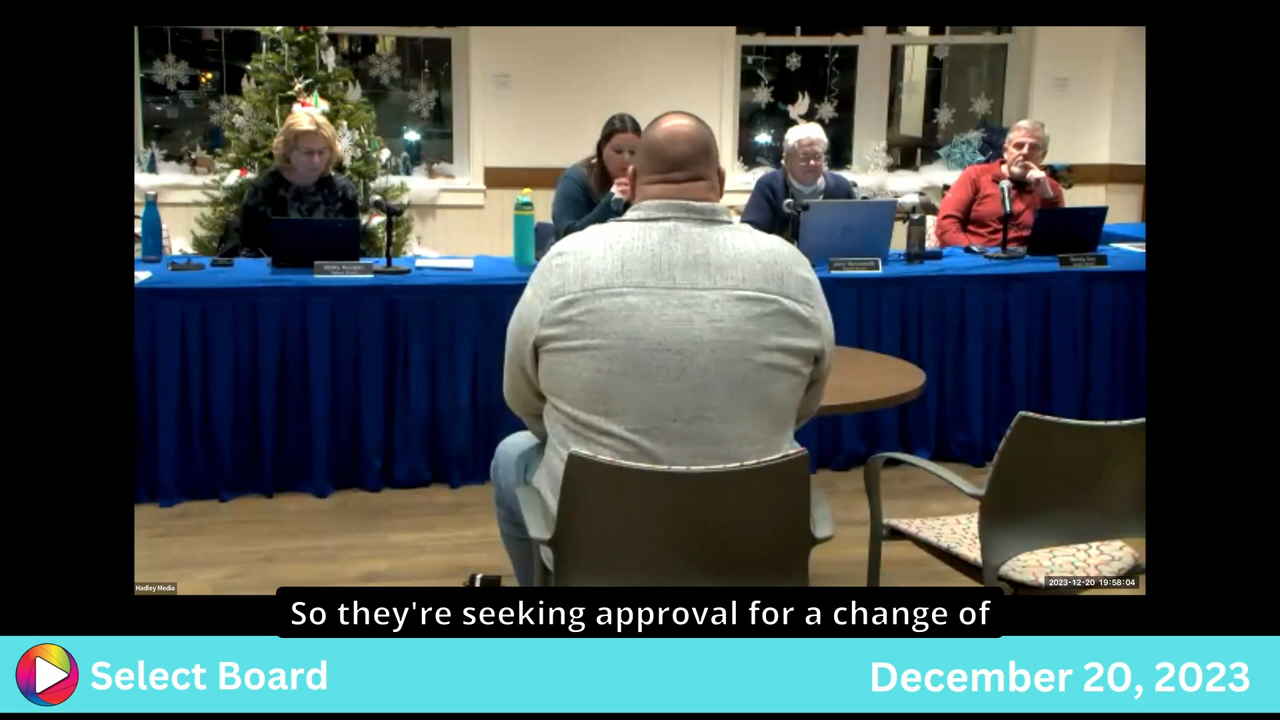 Hadley Media
2023-12-20 19:58:04
So they're seeking approval for a change of
Select Board
December 20, 2023